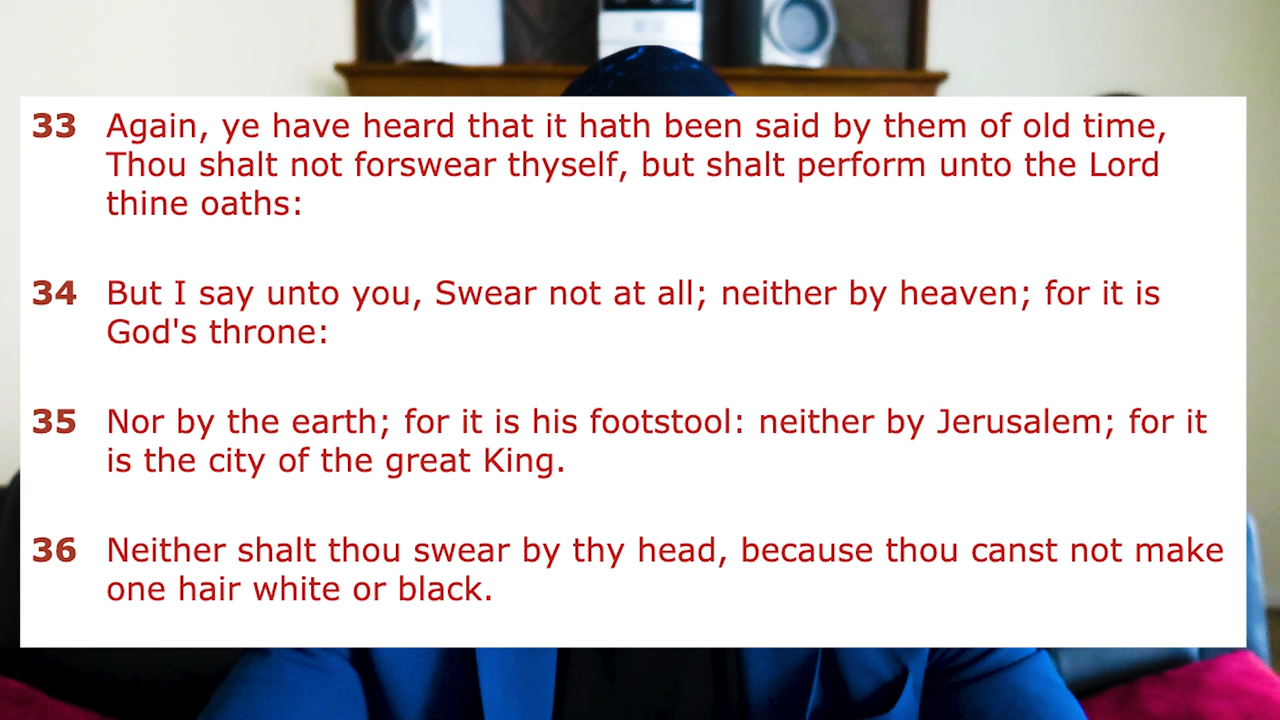 33 Again, ye have heard that it hath been said by them of old time,
Thou shalt not forswear thyself, but shalt perform unto the Lord
thine oaths:
34 But I say unto you, Swear not at all; neither by heaven; for it is
God's throne:
35 Nor by the earth; for it is his footstool: neither by Jerusalem; for it
is the city of the great King.
36 Neither shalt thou swear by thy head, because thou canst not make
one hair white or black.